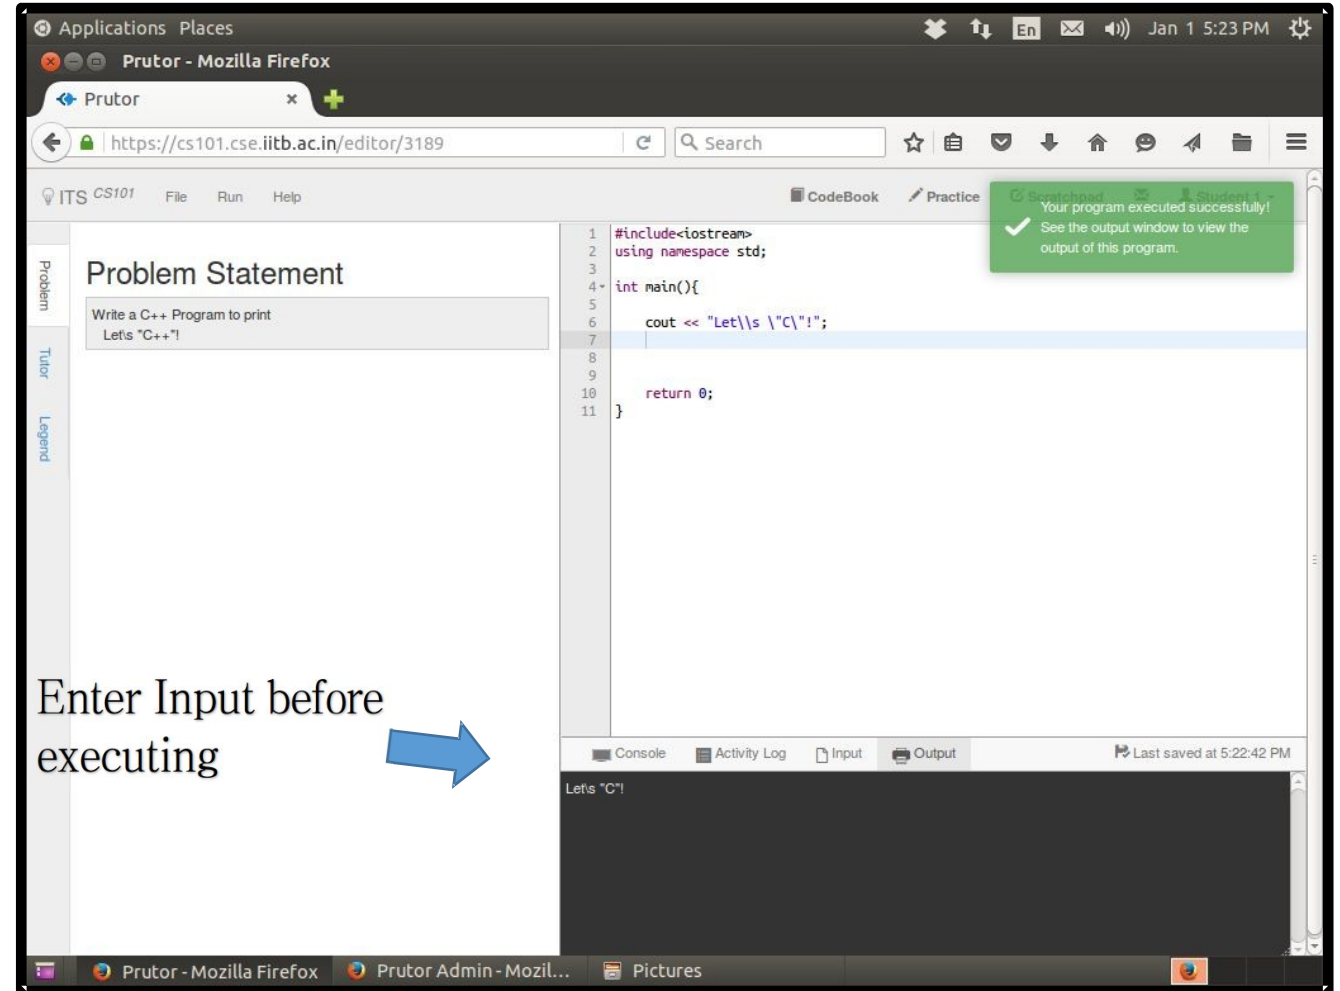 Applications Places
En Jan 1 5:23 PM
Prutor - Mozilla Firefox
Prutor
https://cs101.cse.iitb.ac.in/editor/3189
Search
ITS CS101 File Run Help
CodeBook Practice Scratchpad Student 1
Your program executed successfully!
See the output window to view the
output of this program.
Problem
Tutor
Legend
Problem Statement
Write a C++ Program to print
Let\s "C++"!
1 #include<iostream>
2 using namespace std;
3
4 int main(){
5
6 cout << "Let\\s \"C\"!";
7
8
9
10 return 0;
11 }
Enter Input before
executing
Console Activity Log Input Output Last saved at 5:22:42 PM
Let\s "C"!
Prutor - Mozilla Firefox Prutor Admin - Mozil... Pictures